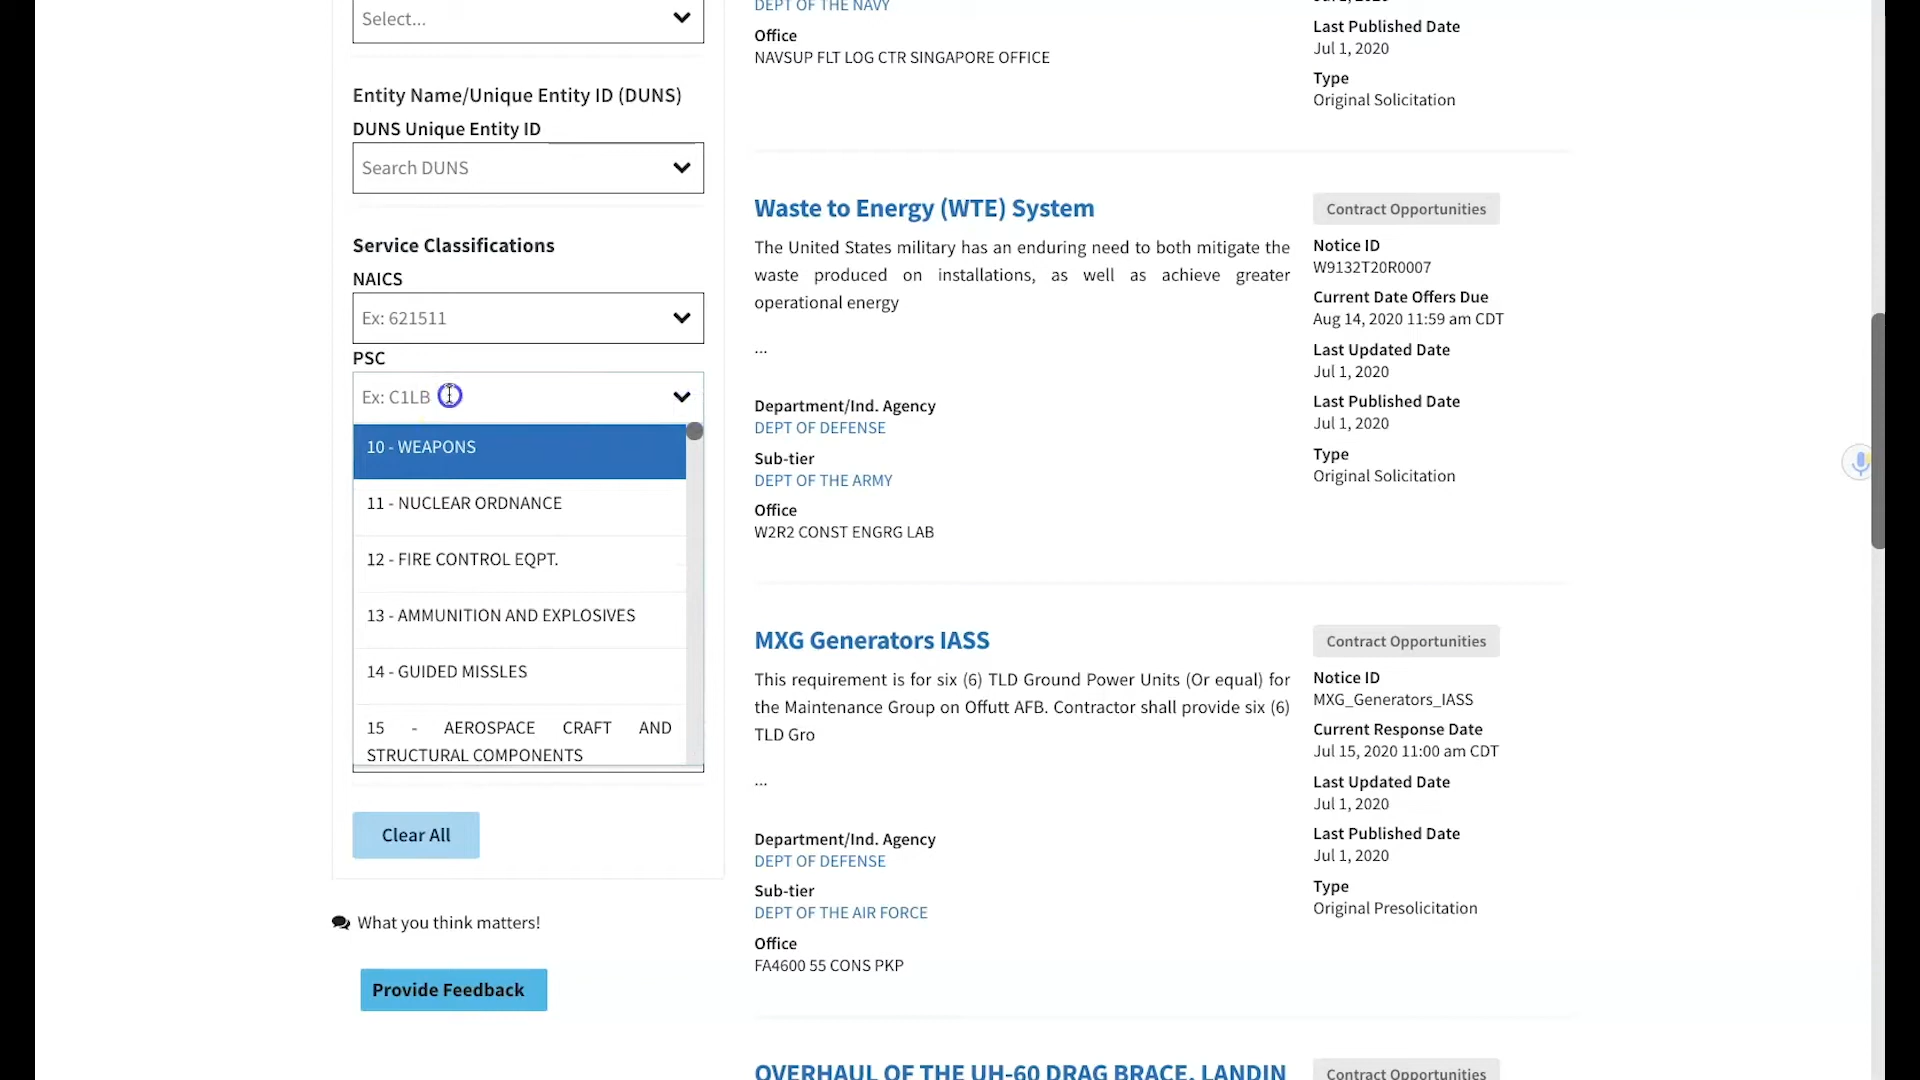 Select...
Entity Name/Unique Entity ID (DUNS)
DUNS Unique Entity ID
Search DUNS
Service Classifications
NAICS
Ex: 621511
PSC
Ex: C1LB
10 - WEAPONS
11 - NUCLEAR ORDNANCE
12 - FIRE CONTROL EQPT.
13 - AMMUNITION AND EXPLOSIVES
14 - GUIDED MISSLES
15 - AEROSPACE CRAFT AND
STRUCTURAL COMPONENTS
Clear All
What you think matters!
Provide Feedback
DEPT OF THE NAVY
Office
NAVSUP FLT LOG CTR SINGAPORE OFFICE
Last Published Date
Jul 1, 2020
Type
Original Solicitation
Waste to Energy (WTE) System
The United States military has an enduring need to both mitigate the
waste produced on installations, as well as achieve greater
operational energy
...
Department/Ind. Agency
DEPT OF DEFENSE
Sub-tier
DEPT OF THE ARMY
Office
W2R2 CONST ENGRG LAB
Contract Opportunities
Notice ID
W9132T20R0007
Current Date Offers Due
Aug 14, 2020 11:59 am CDT
Last Updated Date
Jul 1, 2020
Last Published Date
Jul 1, 2020
Type
Original Solicitation
MXG Generators IASS
This requirement is for six (6) TLD Ground Power Units (Or equal) for
the Maintenance Group on Offutt AFB. Contractor shall provide six (6)
TLD Gro
...
Department/Ind. Agency
DEPT OF DEFENSE
Sub-tier
DEPT OF THE AIR FORCE
Office
FA4600 55 CONS PKP
Contract Opportunities
Notice ID
MXG_Generators_IASS
Current Response Date
Jul 15, 2020 11:00 am CDT
Last Updated Date
Jul 1, 2020
Last Published Date
Jul 1, 2020
Type
Original Presolicitation
OVERHAUL OF THE UH-60 DRAG BRACE, LANDIN
Contract Opportunities